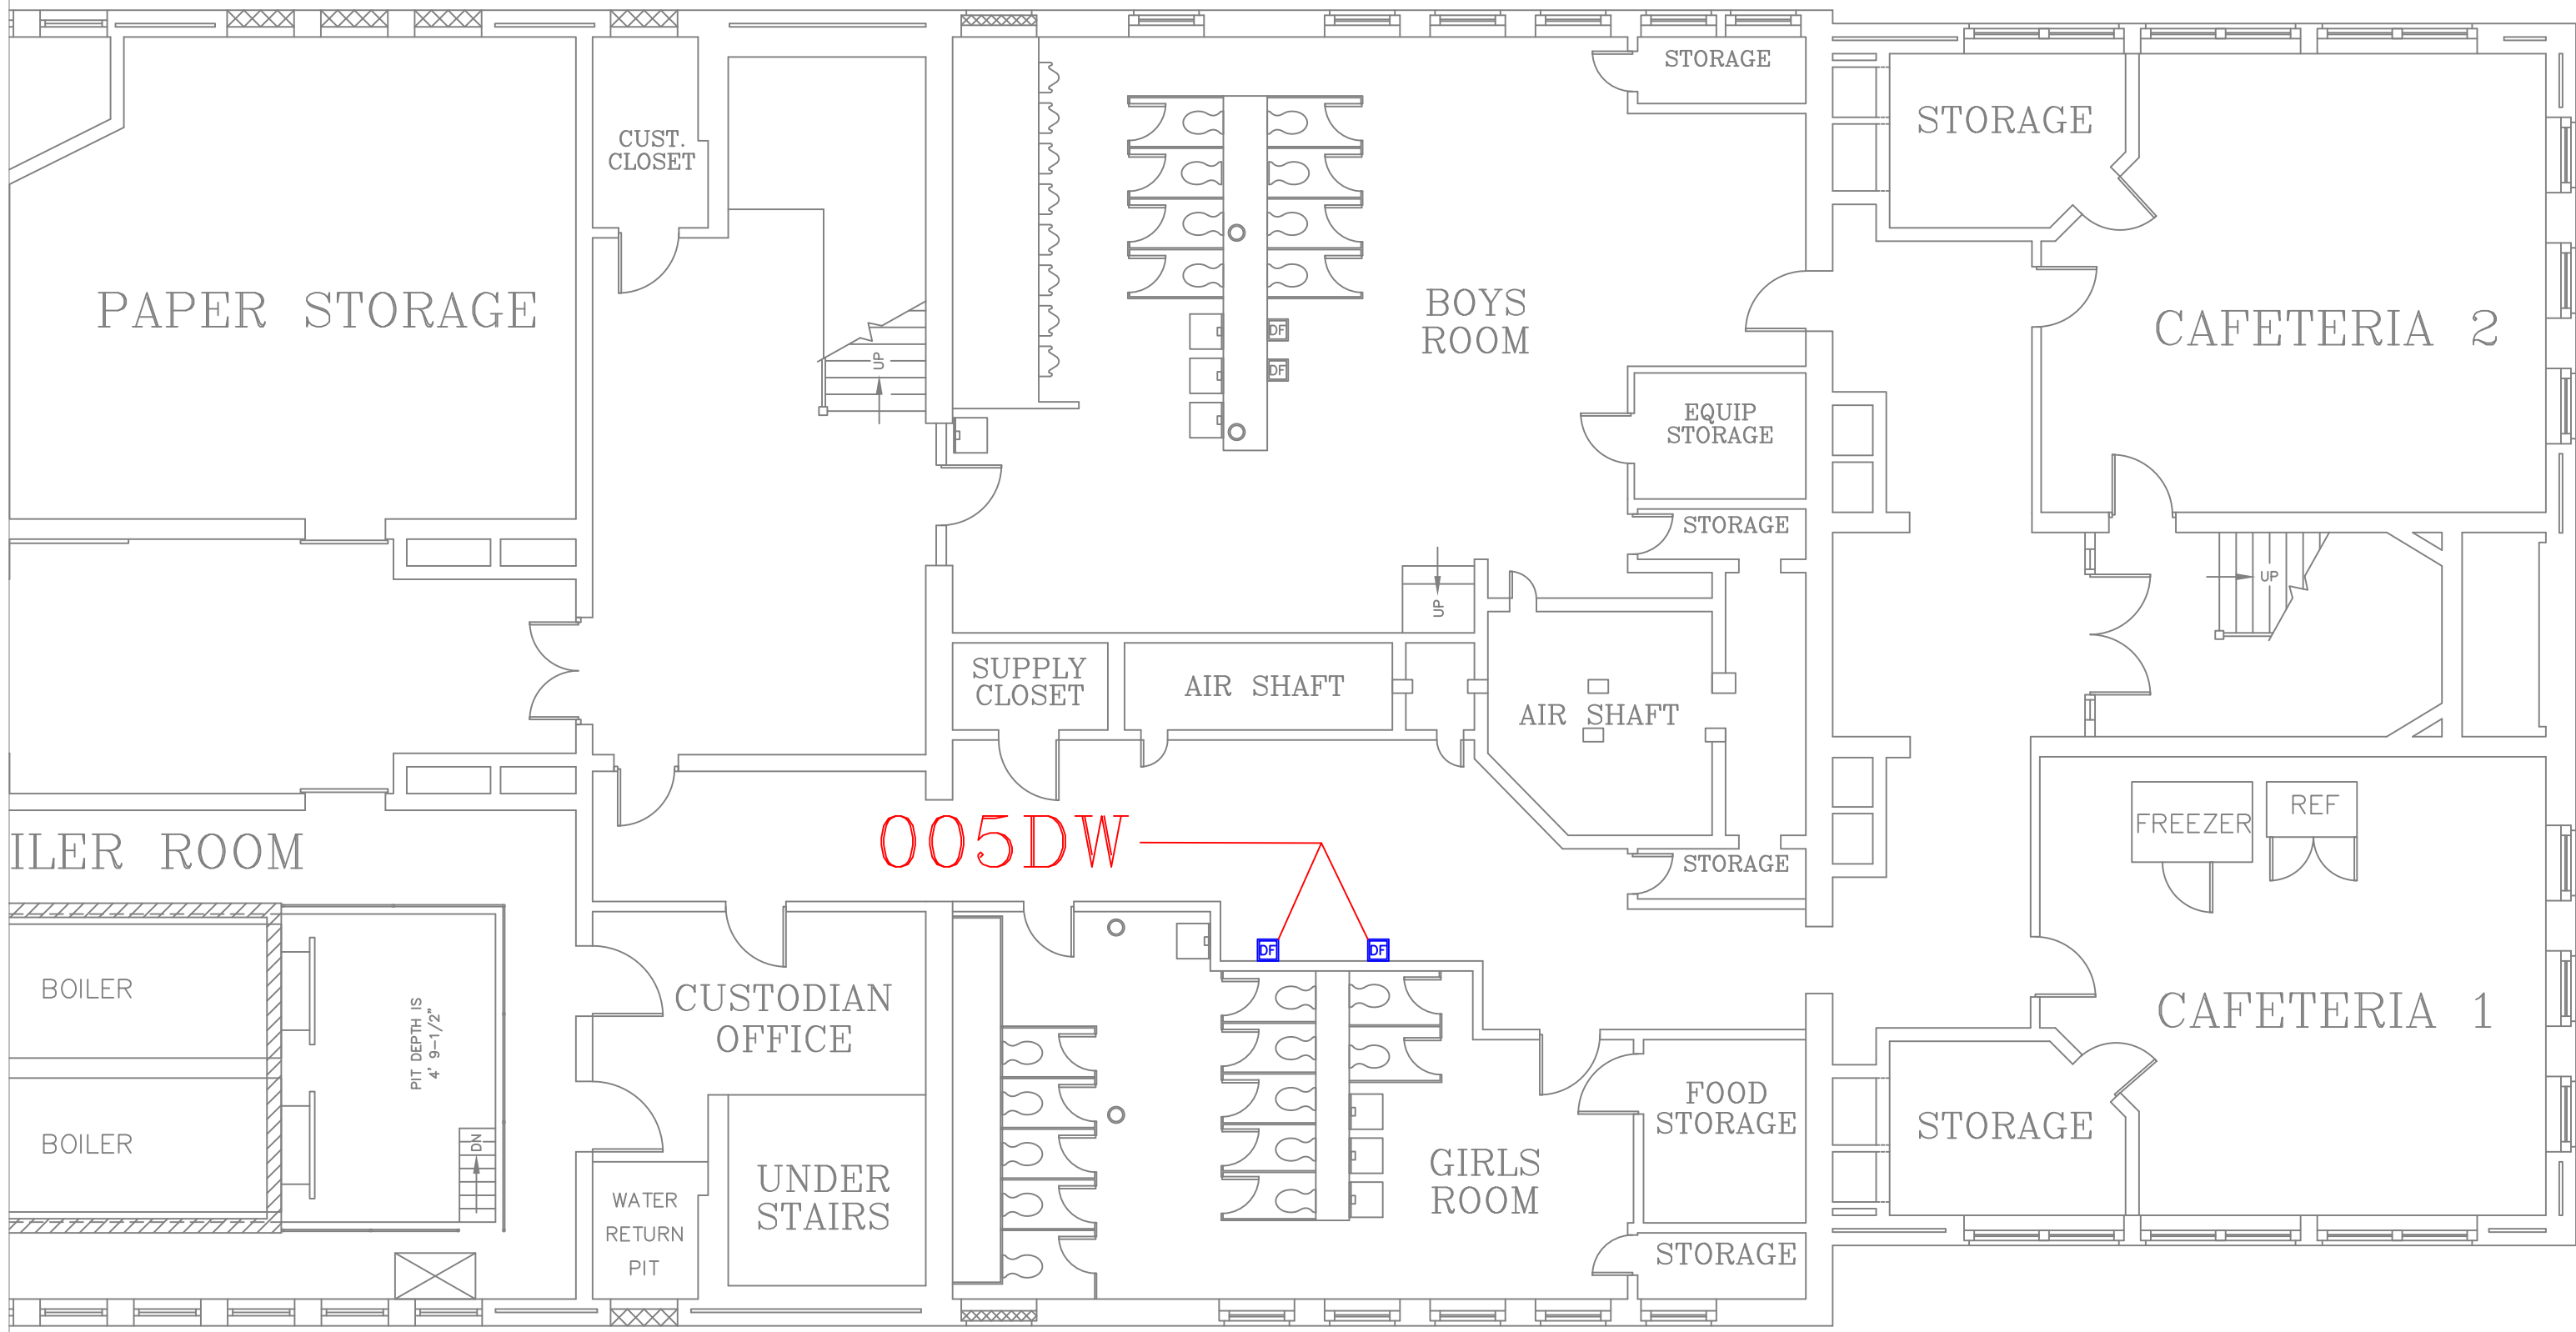 STORAGE
STORAGE
CUST.
CLOSET
PAPER STORAGE
BOYS
ROOM
DF
DF
CAFETERIA 2
UP
EQUIP
STORAGE
STORAGE
UP
UP
SUPPLY
CLOSET
AIR SHAFT
AIR SHAFT
FREEZER
REF
005DW
ILER ROOM
STORAGE
DF
DF
BOILER
CUSTODIAN
OFFICE
PIT DEPTH IS
4' 9-1/2"
CAFETERIA 1
FOOD
STORAGE
STORAGE
BOILER
DN
UNDER
STAIRS
GIRLS
ROOM
WATER
RETURN
PIT
STORAGE